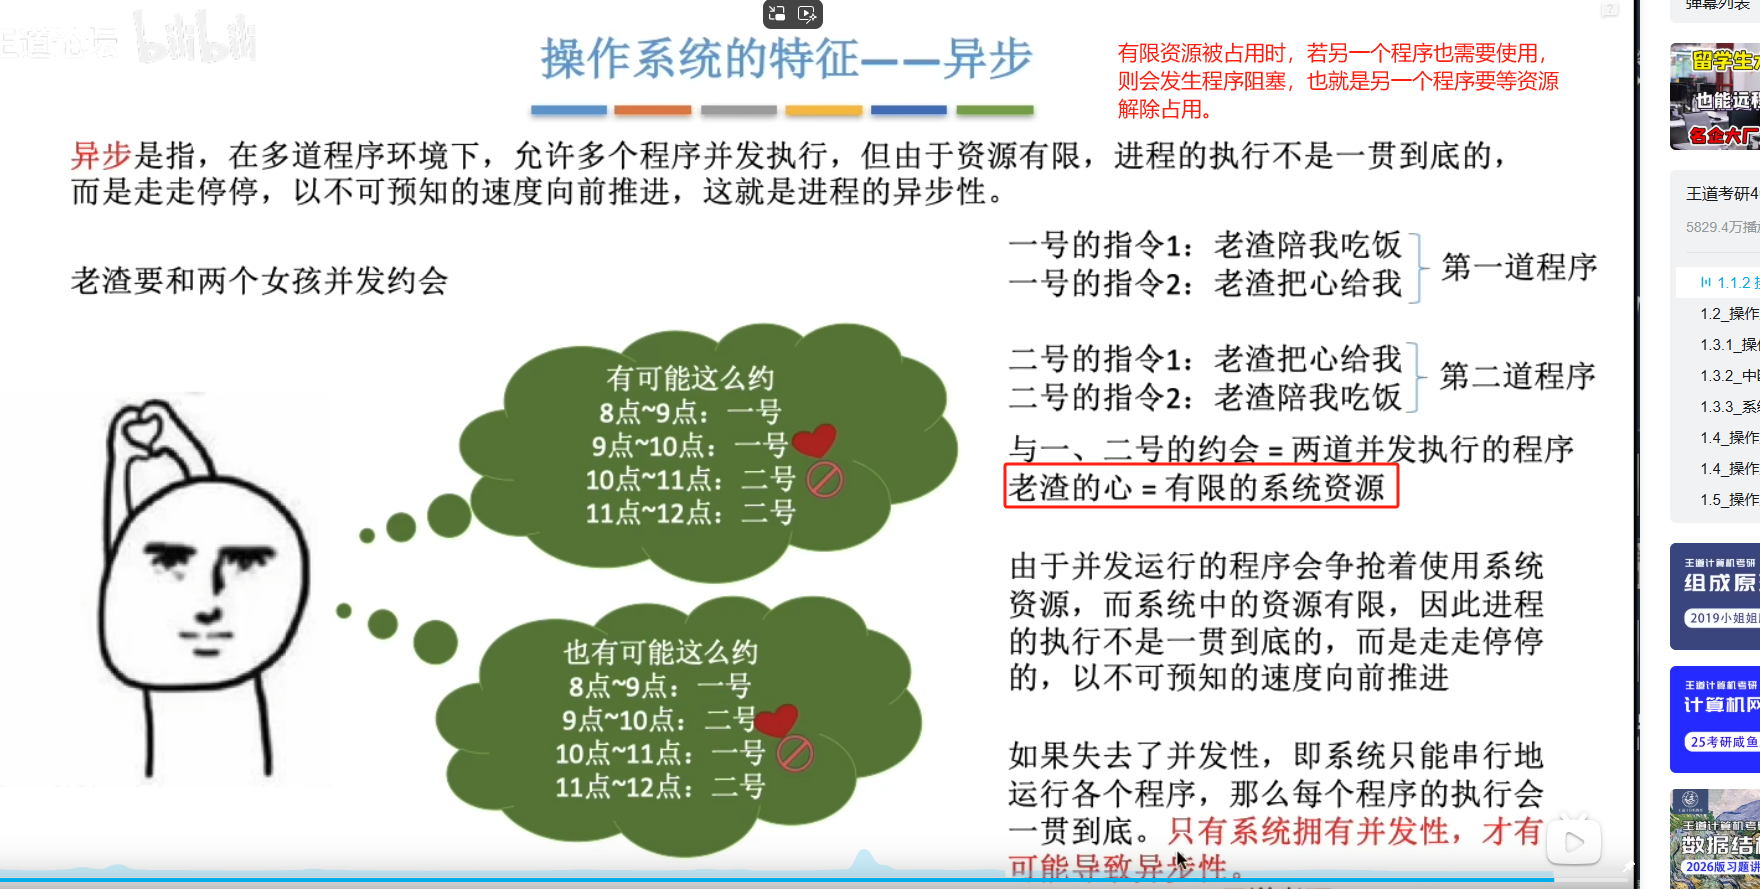 王道论坛 bilibili
操作系统的特征——异步
有限资源被占用时，若另一个程序也需要使用，
则会发生程序阻塞，也就是另一个程序要等资源
解除占用。
异步是指，在多道程序环境下，允许多个程序并发执行，但由于资源有限，进程的执行不是一贯到底的，
而是走走停停，以不可预知的速度向前推进，这就是进程的异步性。
老渣要和两个女孩并发约会
有可能这么约
8点~9点：一号
9点~10点：一号
10点~11点：二号
11点~12点：二号
也有可能这么约
8点~9点：一号
9点~10点：二号
10点~11点：一号
11点~12点：二号
一号的指令1：老渣陪我吃饭
一号的指令2：老渣把心给我
第一道程序
二号的指令1：老渣把心给我
二号的指令2：老渣陪我吃饭
第二道程序
与一、二号的约会 = 两道并发执行的程序
老渣的心 = 有限的系统资源
由于并发运行的程序会争抢着使用系统
资源，而系统中的资源有限，因此进程
的执行不是一贯到底的，而是走走停停
的，以不可预知的速度向前推进
如果失去了并发性，即系统只能串行地
运行各个程序，那么每个程序的执行会
一贯到底。只有系统拥有并发性，才有
可能导致异步性。
弹幕列表
留学生
也能远程
名企大厂
王道考研4
5829.4万播
1.1.2
1.2_操作
1.3.1_操
1.3.2_中
1.3.3_系
1.4_操作
1.4_操作
1.5_操作
王道计算机考研
组成原
2019小姐姐
王道计算机考研
计算机网
25考研咸鱼
王道计算机考研
数据结
2026版习题讲